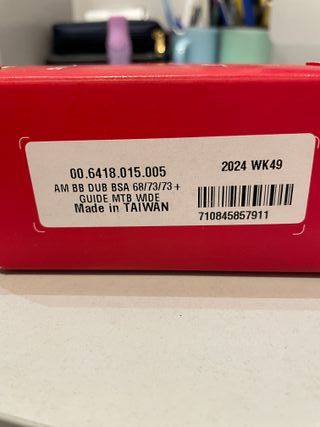 00.6418.015.005
2024 WK49
AM BB DUB BSA 68/73/73 +
GUIDE MTB WIDE
Made in TAIWAN
710845857911